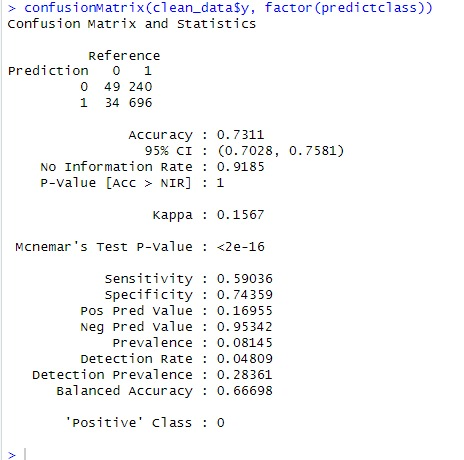 > confusionMatrix(clean_data$y, factor(predictclass))
Confusion Matrix and Statistics
Reference
Prediction 0 1
0 49 240
1 34 696
Accuracy : 0.7311
95% CI : (0.7028, 0.7581)
No Information Rate : 0.9185
P-Value [Acc > NIR] : 1
Kappa : 0.1567
Mcnemar's Test P-Value : <2e-16
Sensitivity : 0.59036
Specificity : 0.74359
Pos Pred Value : 0.16955
Neg Pred Value : 0.95342
Prevalence : 0.08145
Detection Rate : 0.04809
Detection Prevalence : 0.28361
Balanced Accuracy : 0.66698
'Positive' Class : 0
>